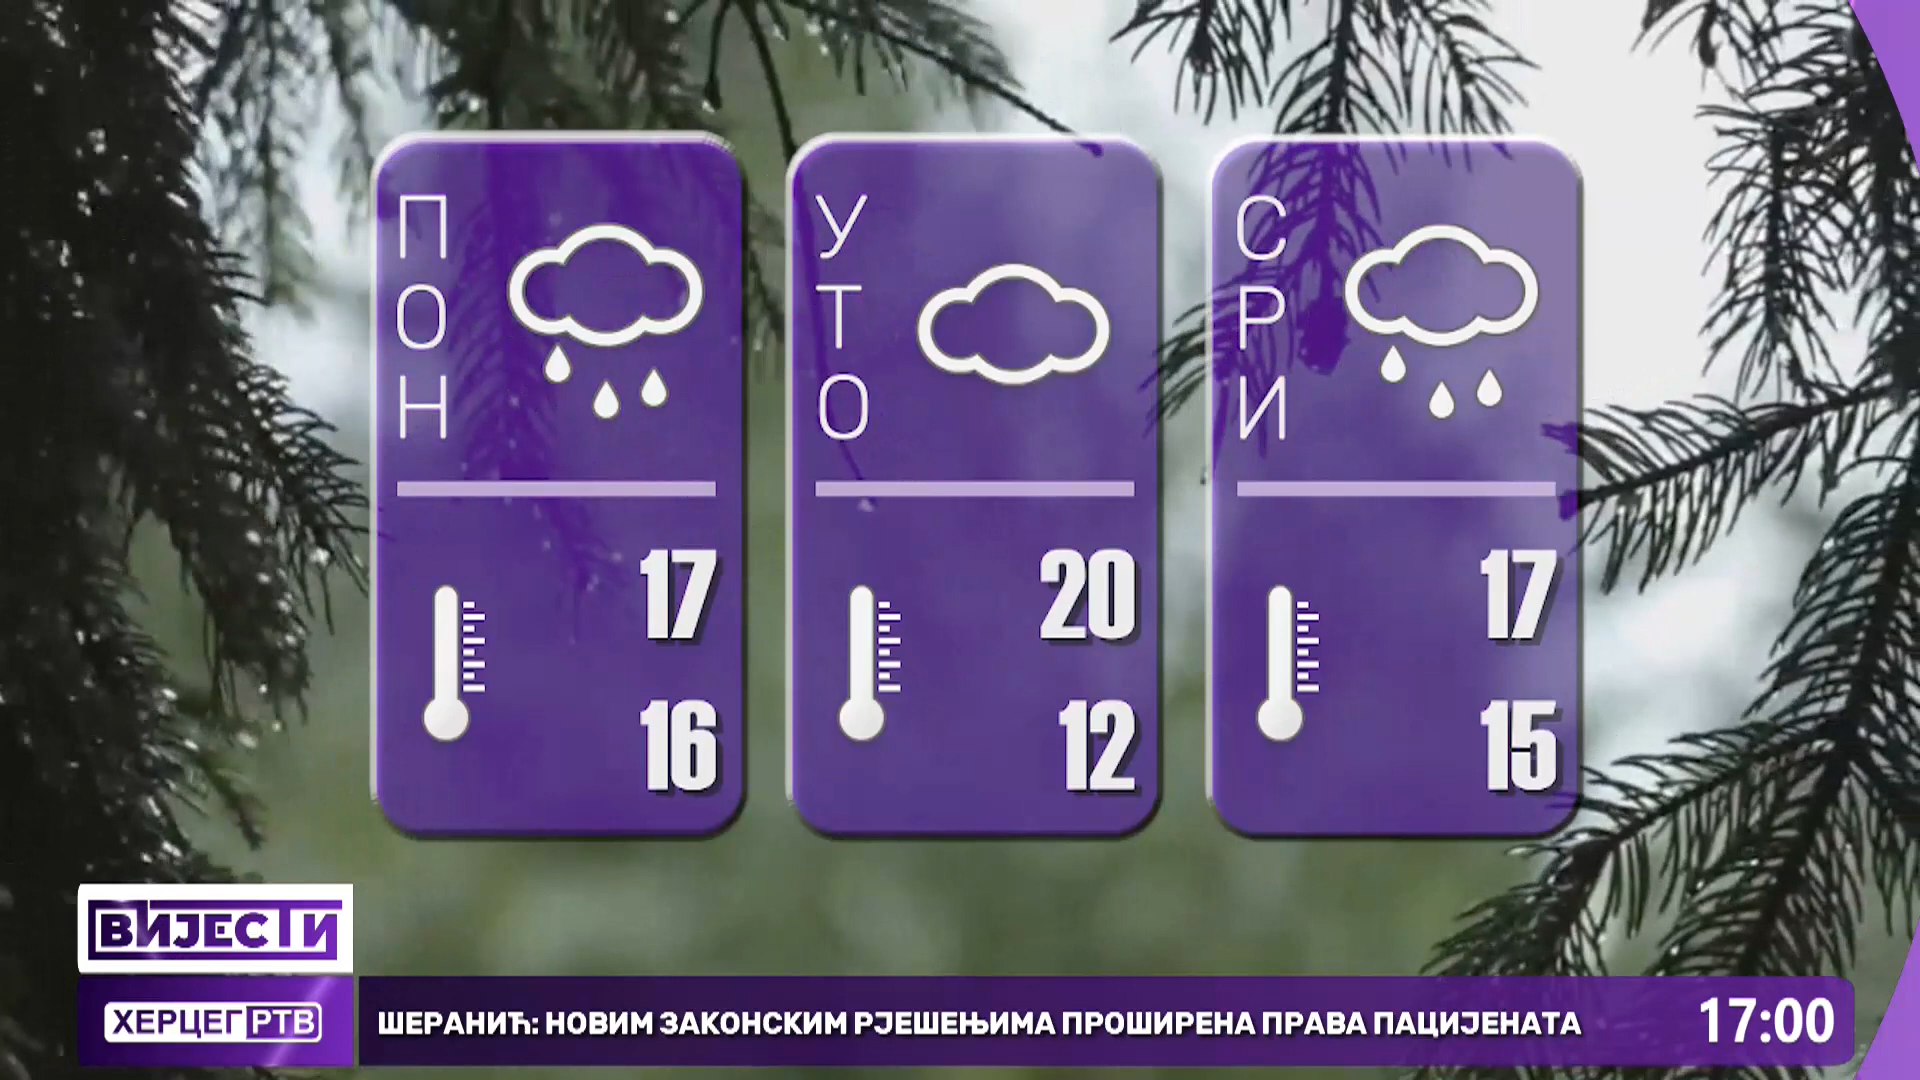 ПОН
17
16
УТО
20
12
СРИ
17
15
ВИЈЕСТИ
ХЕРЦЕГ РТВ
ШЕРАНИЋ: НОВИМ ЗАКОНСКИМ РЈЕШЕЊИМА ПРОШИРЕНА ПРАВА ПАЦИЈЕНАТА
17:00